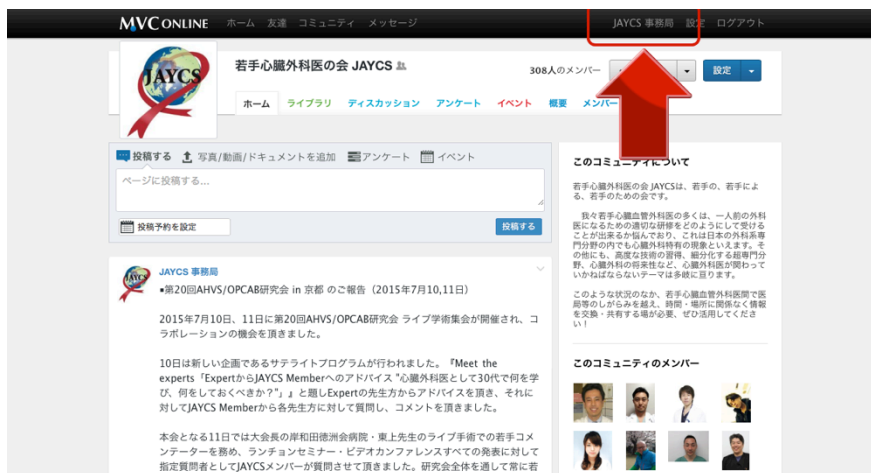 MVC ONLINE ホーム 友達 コミュニティ メッセージ JAYCS 事務局 設定 ログアウト
JAYCS
若手心臓外科医の会 JAYCS
308人のメンバー 設定
ホーム ライブラリ ディスカッション アンケート イベント 概要 メンバー
投稿する 写真/動画/ドキュメントを追加 アンケート イベント
ページに投稿する...
投稿予約を設定 投稿する
JAYCS 事務局
▪第20回AHVS/OPCAB研究会 in 京都 のご報告（2015年7月10,11日）
2015年7月10日、11日に第20回AHVS/OPCAB研究会 ライブ学術集会が開催され、コ
ラボレーションの機会を頂きました。
10日は新しい企画であるサテライトプログラムが行われました。『Meet the
experts「ExpertからJAYCS Memberへのアドバイス "心臓外科医として30代で何を学
び、何をしておくべきか？"」』と題しExpertの先生方からアドバイスを頂き、それに
対してJAYCS Memberから各先生方に対して質問し、コメントを頂きました。
本会となる11日では大会長の岸和田徳洲会病院・東上先生のライブ手術での若手コメ
ンテーターを務め、ランチョンセミナー・ビデオカンファレンスすべての発表に対して
指定質問者としてJAYCSメンバーが質問させて頂きました。研究会全体を通して常に若
このコミュニティについて
若手心臓外科医の会 JAYCSは、若手の、若手によ
る、若手のための会です。
我々若手心臓血管外科医の多くは、一人前の外科
医になるための適切な研修をどのようにして受ける
ことが出来るか悩んでおり、これは日本の外科系専
門分野の内でも心臓外科特有の現象といえます。そ
の他にも、高度な技術の習得、細分化する超専門分
野、心臓外科の将来性など、心臓外科医が関わって
いかねばならないテーマは多岐に亘ります。
このような状況のなか、若手心臓血管外科医間で医
局等のしがらみを越え、時間・場所に関係なく情報
を交換・共有する場が必要、ぜひ活用してくださ
い！
このコミュニティのメンバー